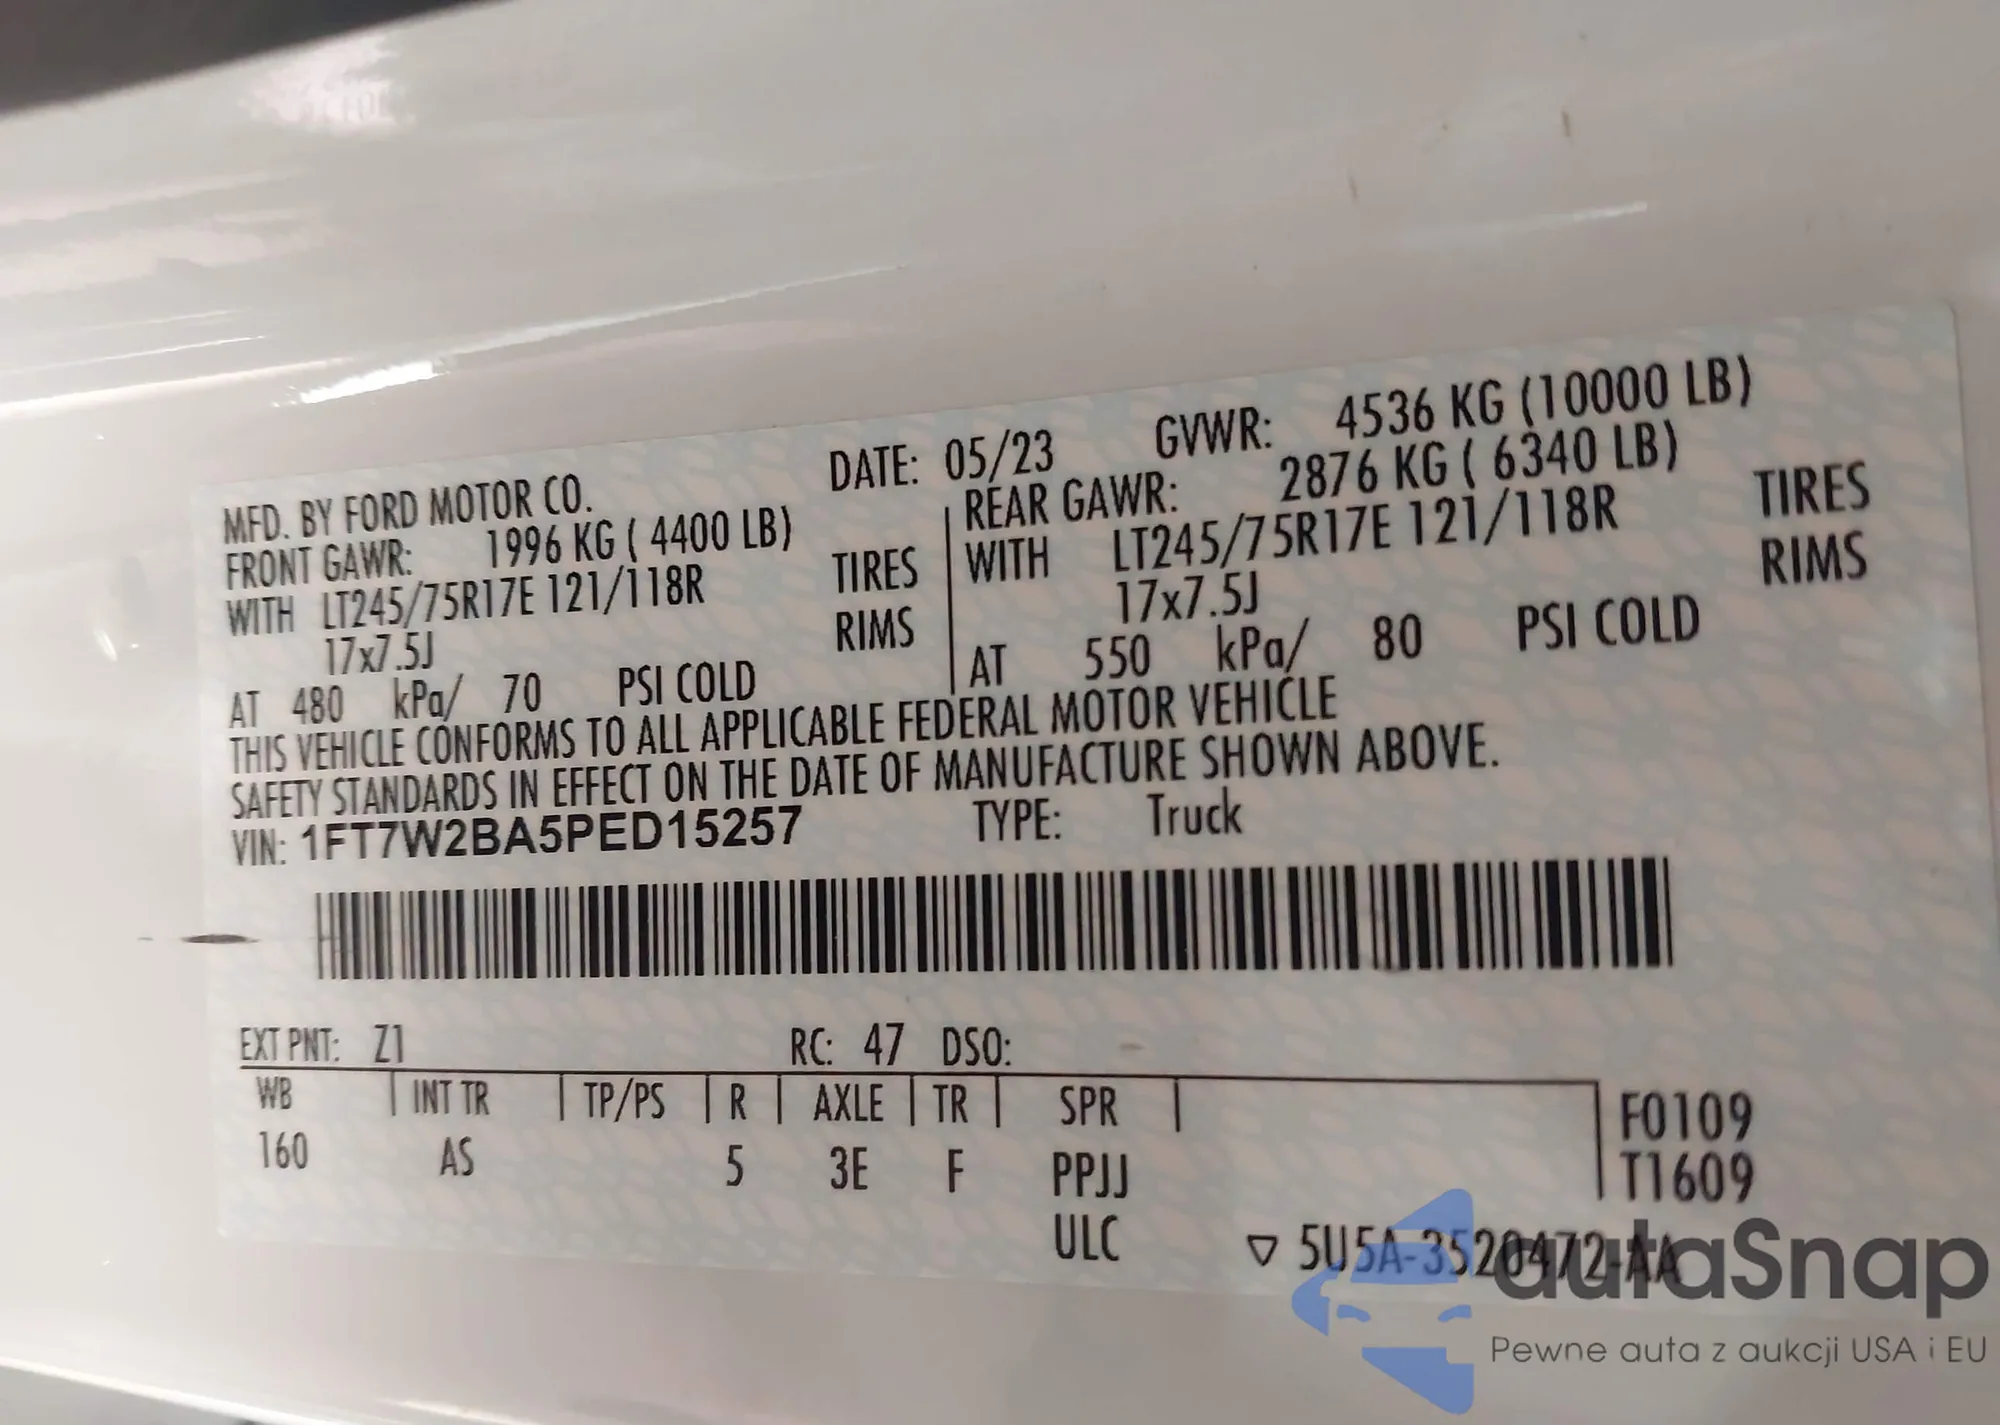 MFD. BY FORD MOTOR CO. DATE: 05/23 GVWR: 4536 KG (10000 LB)
FRONT GAWR: 1996 KG ( 4400 LB) REAR GAWR: 2876 KG ( 6340 LB)
WITH LT245/75R17E 121/118R TIRES WITH LT245/75R17E 121/118R TIRES
17x7.5J RIMS 17x7.5J RIMS
AT 480 kPa/ 70 PSI COLD AT 550 kPa/ 80 PSI COLD
THIS VEHICLE CONFORMS TO ALL APPLICABLE FEDERAL MOTOR VEHICLE
SAFETY STANDARDS IN EFFECT ON THE DATE OF MANUFACTURE SHOWN ABOVE.
VIN: 1FT7W2BA5PED15257 TYPE: Truck
EXT PNT: Z1 RC: 47 DSO:
WB INT TR TP/PS R AXLE TR SPR F0109
160 AS 5 3E F PPJJ T1609
ULC 5U5A-3520472-AA
autaSnap
Pewne auta z aukcji USA i EU